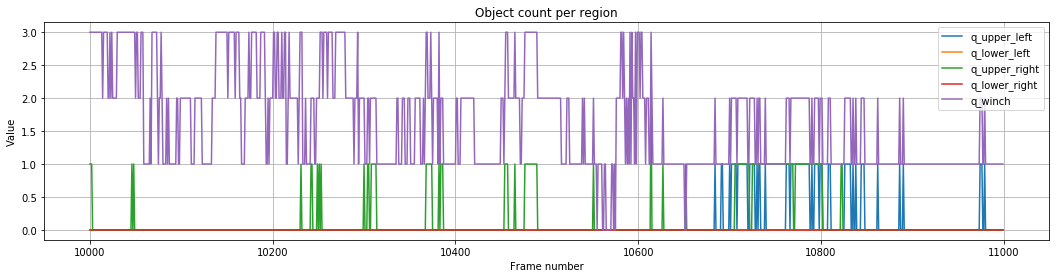 Object count per region
Value
3.0
2.5
2.0
1.5
1.0
0.5
0.0
q_upper_left
q_lower_left
q_upper_right
q_lower_right
q_winch
10000 10200 10400 10600 10800 11000
Frame number